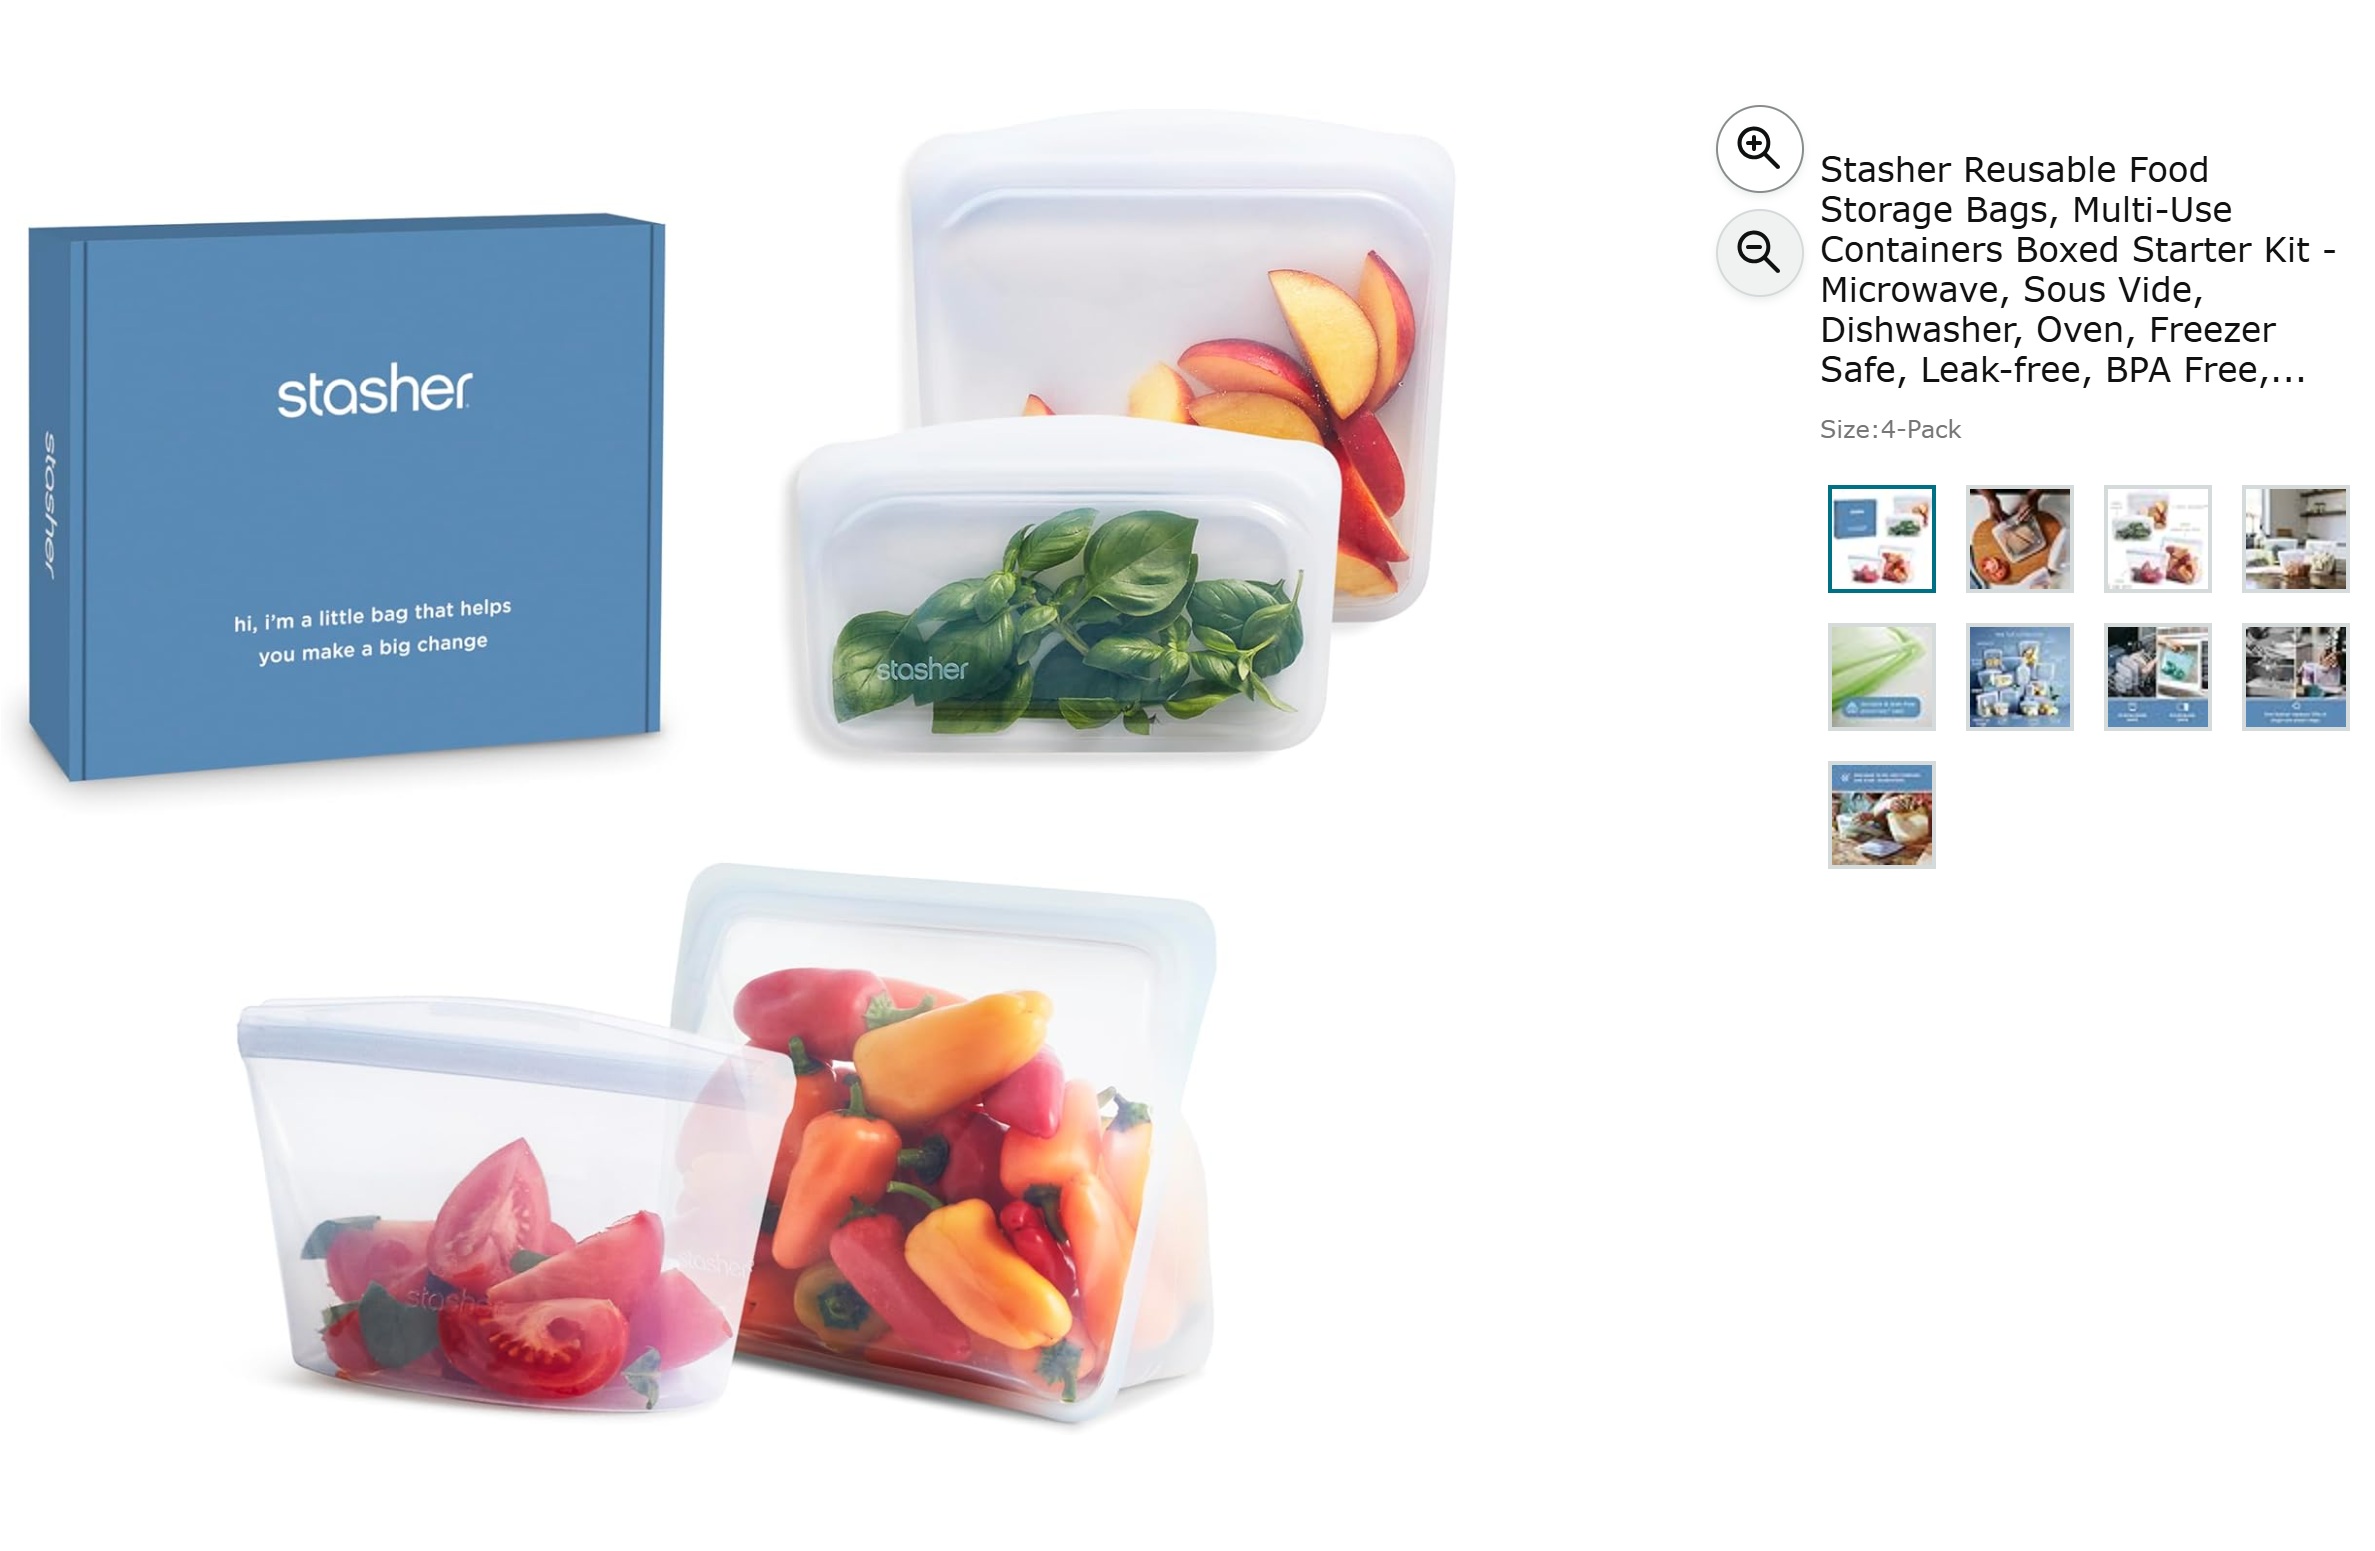 stasher
stasher
hi, i'm a little bag that helps
you make a big change
stasher
stasher
stasher
Stasher Reusable Food
Storage Bags, Multi-Use
Containers Boxed Starter Kit -
Microwave, Sous Vide,
Dishwasher, Oven, Freezer
Safe, Leak-free, BPA Free,...
Size:4-Pack